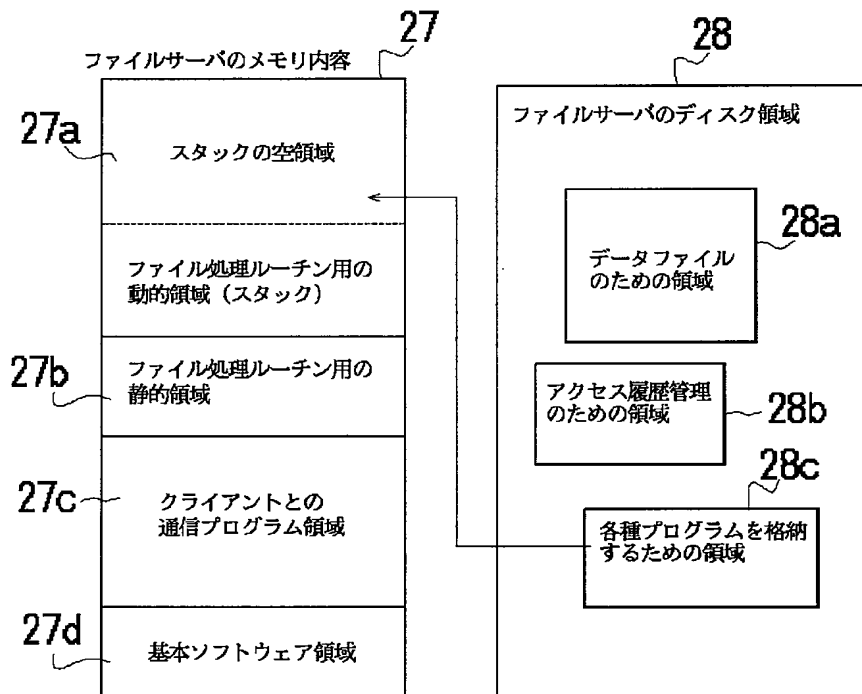 ファイルサーバのメモリ内容
27
27a
スタックの空領域
ファイル処理ルーチン用の
動的領域（スタック）
27b
ファイル処理ルーチン用の
静的領域
27c
クライアントとの
通信プログラム領域
27d
基本ソフトウェア領域
28
ファイルサーバのディスク領域
28a
データファイル
のための領域
アクセス履歴管理
のための領域
28b
28c
各種プログラムを格納
するための領域